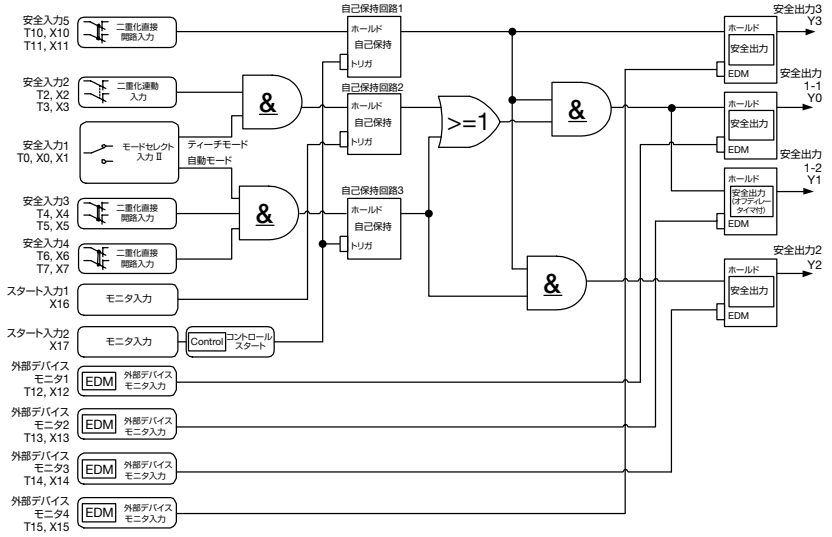 安全入力5
T10, X10
T11, X11
二重化直接
開路入力
安全入力2
T2, X2
T3, X3
二重化連動
入力
安全入力1
T0, X0, X1
モードセレクト
入力 II
ティーチモード
自動モード
安全入力3
T4, X4
T5, X5
二重化直接
開路入力
安全入力4
T6, X6
T7, X7
二重化直接
開路入力
スタート入力1
X16
モニタ入力
スタート入力2
X17
モニタ入力
Control
コントロール
スタート
外部デバイス
モニタ1
T12, X12
EDM
外部デバイス
モニタ入力
外部デバイス
モニタ2
T13, X13
EDM
外部デバイス
モニタ入力
外部デバイス
モニタ3
T14, X14
EDM
外部デバイス
モニタ入力
外部デバイス
モニタ4
T15, X15
EDM
外部デバイス
モニタ入力
&
&
自己保持回路1
ホールド
自己保持
トリガ
自己保持回路2
ホールド
自己保持
トリガ
自己保持回路3
ホールド
自己保持
トリガ
>=1
&
&
安全出力3
Y3
ホールド
安全出力
EDM
安全出力
1-1
Y0
ホールド
安全出力
EDM
安全出力
1-2
Y1
ホールド
安全出力
(オフディレー
タイマ付)
EDM
安全出力2
Y2
ホールド
安全出力
EDM